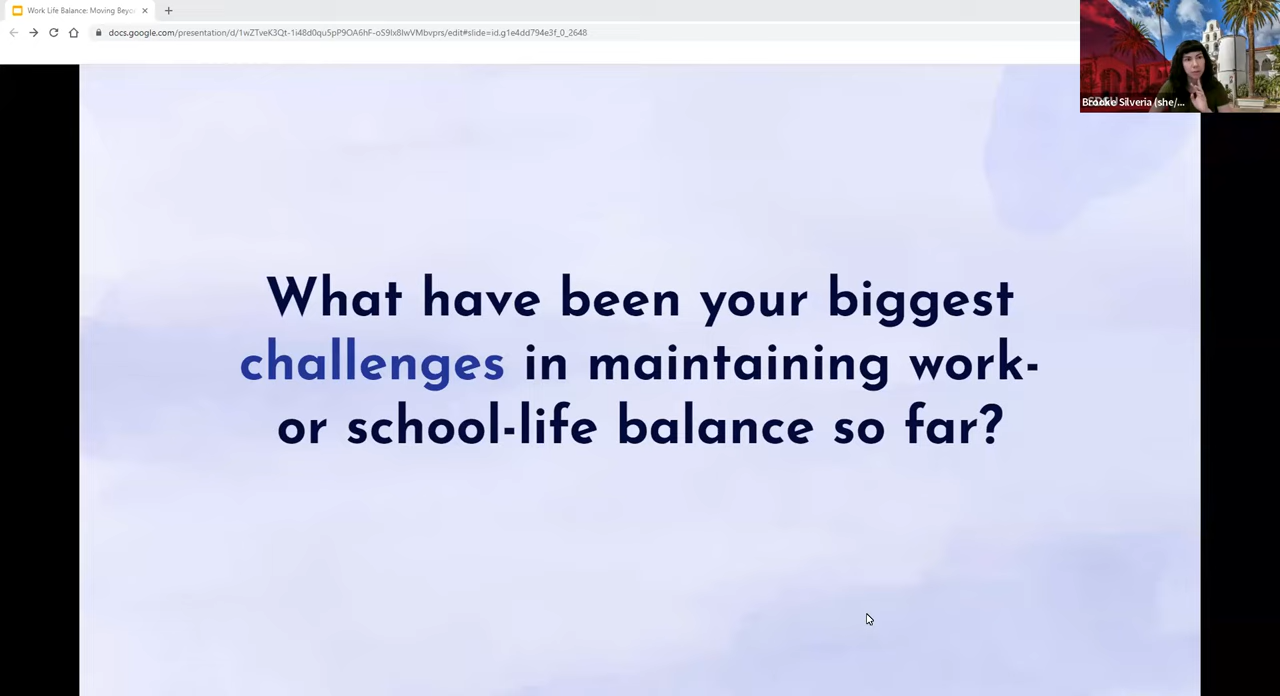 Work Life Balance: Moving Beyo
docs.google.com/presentation/d/1wZTveK3Qt-1i48d0qu5pP9OA6hF-oS9lx8lwVMbvprs/edit#slide=id.g1e4dd794e3f_0_2648
Brooke Silveria (she/...
What have been your biggest
challenges in maintaining work-
or school-life balance so far?